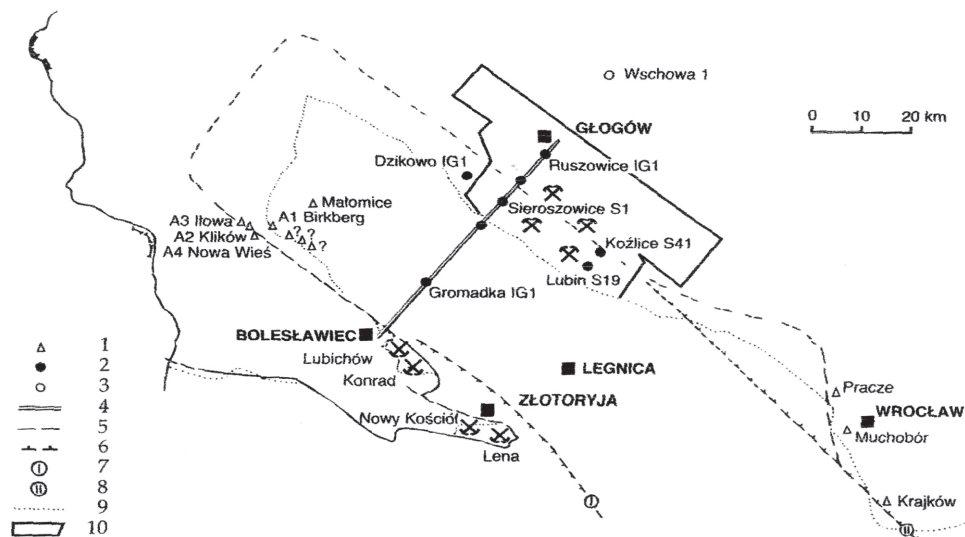 Wschowa 1
0 10 20 km
GŁOGÓW
Dzikowo IG1
Ruszowice IG1
Małomice
Sieroszowice S1
A3 Iłowa
A1 Birkberg
A2 Klików
? ? ?
A4 Nowa Wieś
Koźlice S41
Lubin S19
Gromadka IG1
BOLESŁAWIEC
Lubichów
Konrad
LEGNICA
ZŁOTORYJA
Pracze
WROCŁAW
Nowy Kościół
Muchobór
Lena
Krajków
I
II
1
2
3
4
5
6
I 7
II 8
9
10